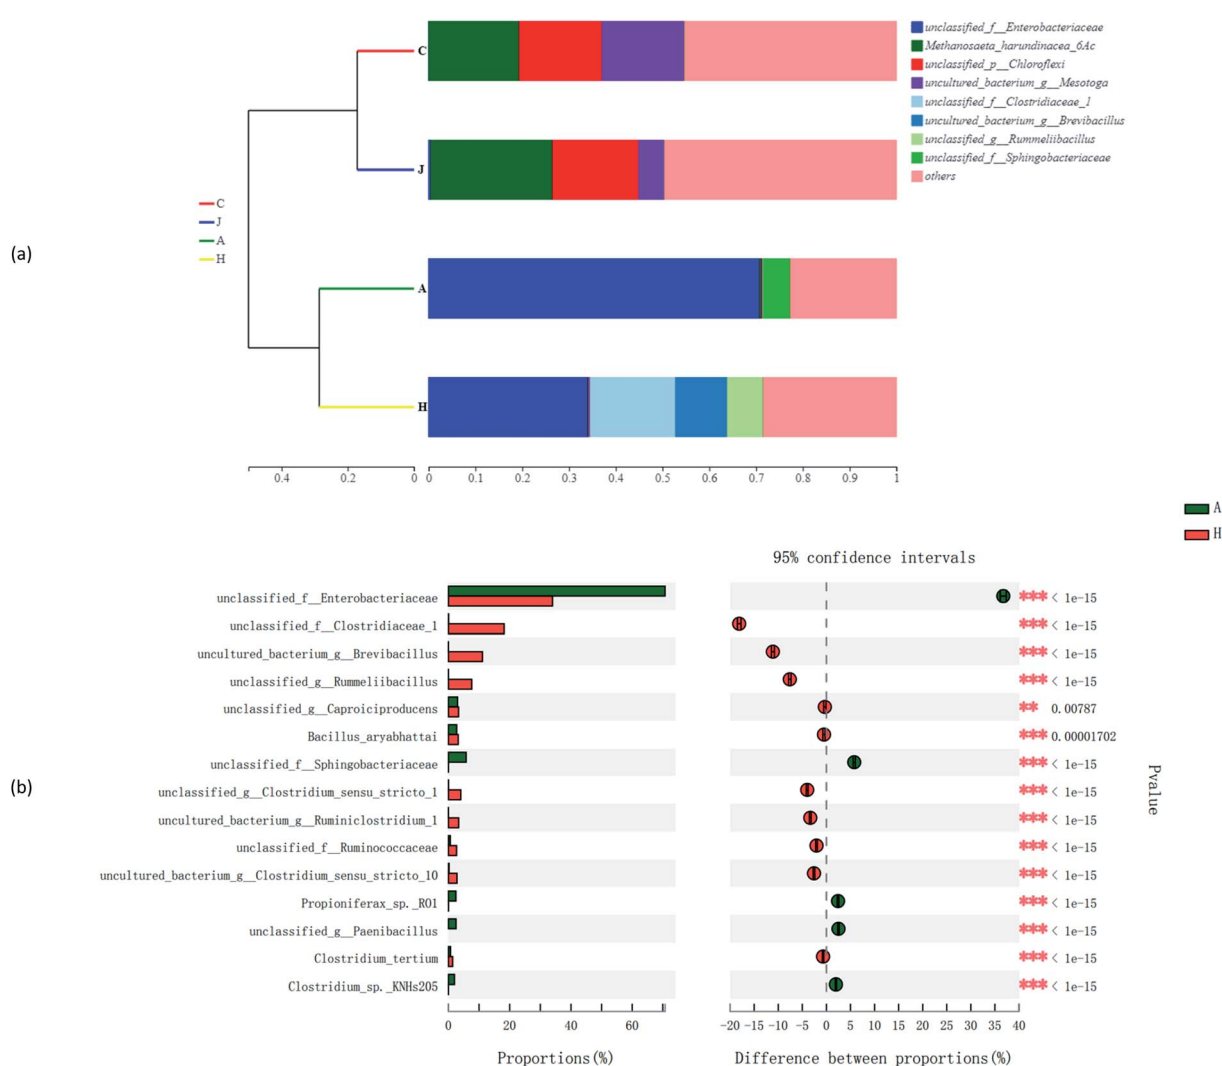 C
unclassified_f__Enterobacteriaceae
Methanosaeta_harundinacea_6Ac
unclassified_p__Chloroflexi
uncultured_bacterium_g__Mesotoga
unclassified_f__Clostridiaceae_1
uncultured_bacterium_g__Brevibacillus
unclassified_g__Rummeliibacillus
unclassified_f__Sphingobacteriaceae
others
J
C
J
A
H
(a)
A
H
0.4 0.2 0 0 0.1 0.2 0.3 0.4 0.5 0.6 0.7 0.8 0.9 1
A
H
95% confidence intervals
unclassified_f__Enterobacteriaceae *** < 1e-15
unclassified_f__Clostridiaceae_1 *** < 1e-15
uncultured_bacterium_g__Brevibacillus *** < 1e-15
unclassified_g__Rummeliibacillus *** < 1e-15
unclassified_g__Caproiciproducens ** 0.00787
Bacillus_aryabhattai *** 0.00001702
unclassified_f__Sphingobacteriaceae *** < 1e-15
unclassified_g__Clostridium_sensu_stricto_1 *** < 1e-15
uncultured_bacterium_g__Ruminiclostridium_1 *** < 1e-15
unclassified_f__Ruminococcaceae *** < 1e-15
uncultured_bacterium_g__Clostridium_sensu_stricto_10 *** < 1e-15
Propioniferax_sp._R01 *** < 1e-15
unclassified_g__Paenibacillus *** < 1e-15
Clostridium_tertium *** < 1e-15
Clostridium_sp._KNHs205 *** < 1e-15
(b)
Pvalue
0 20 40 60 -20 -15 -10 -5 0 5 10 15 20 25 30 35 40
Proportions(%) Difference between proportions(%)